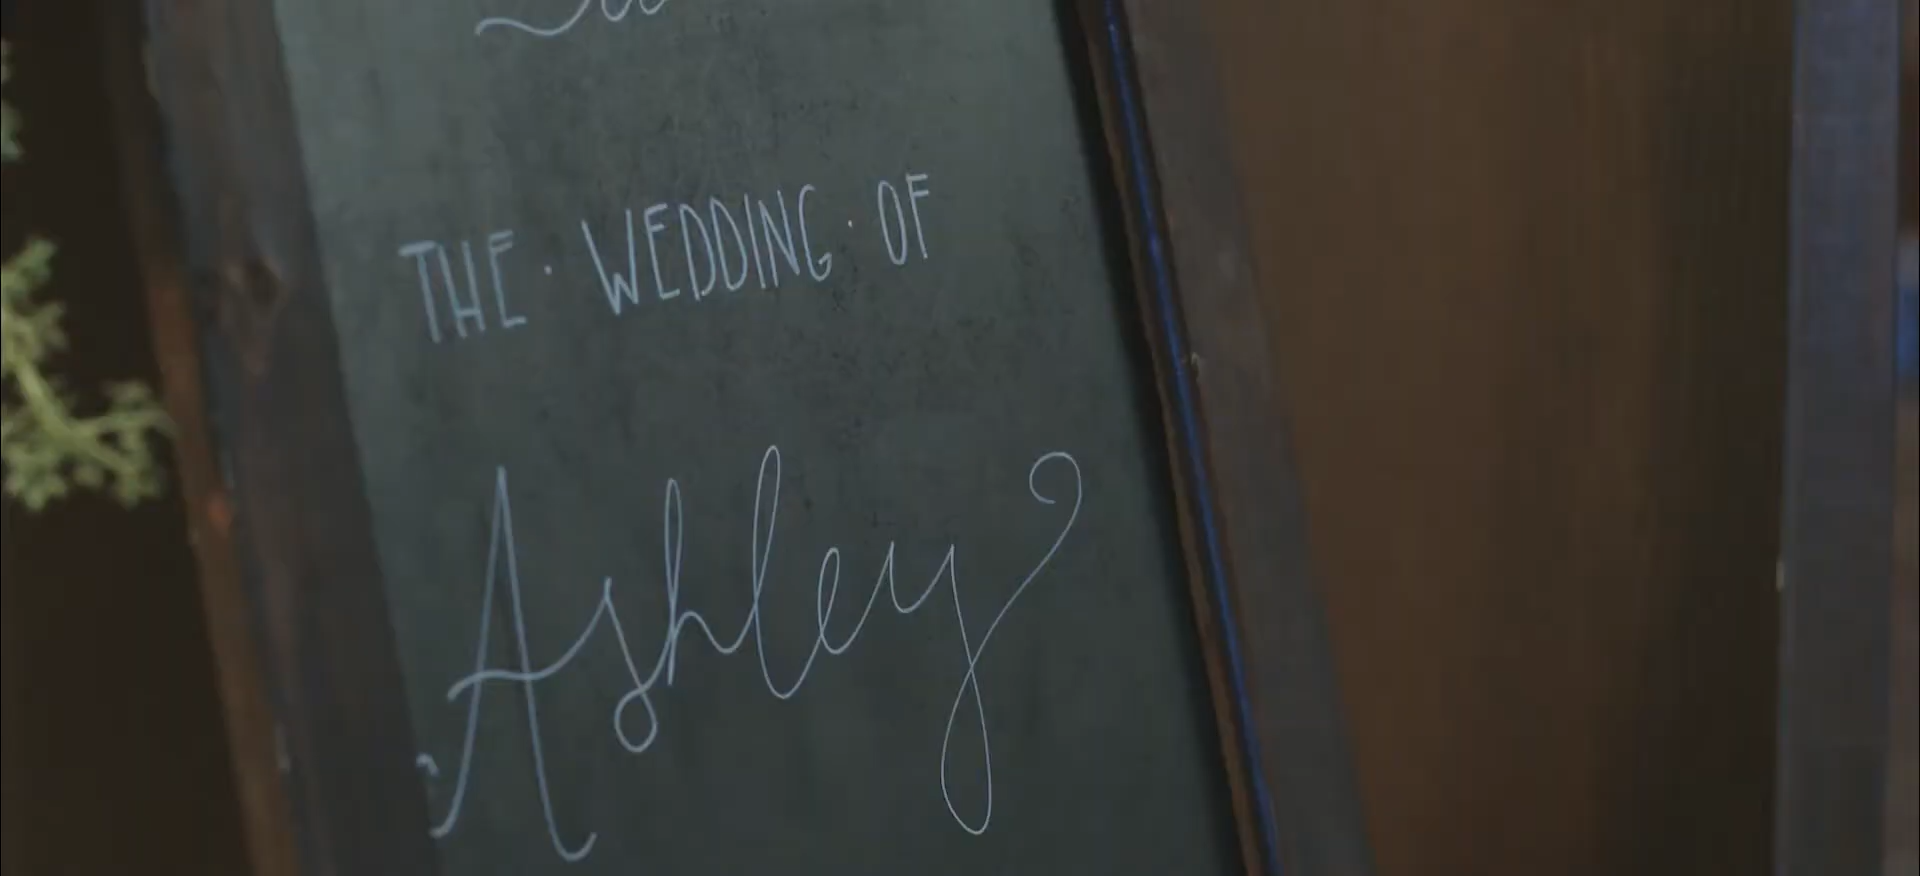 THE · WEDDING · OF
Ashley